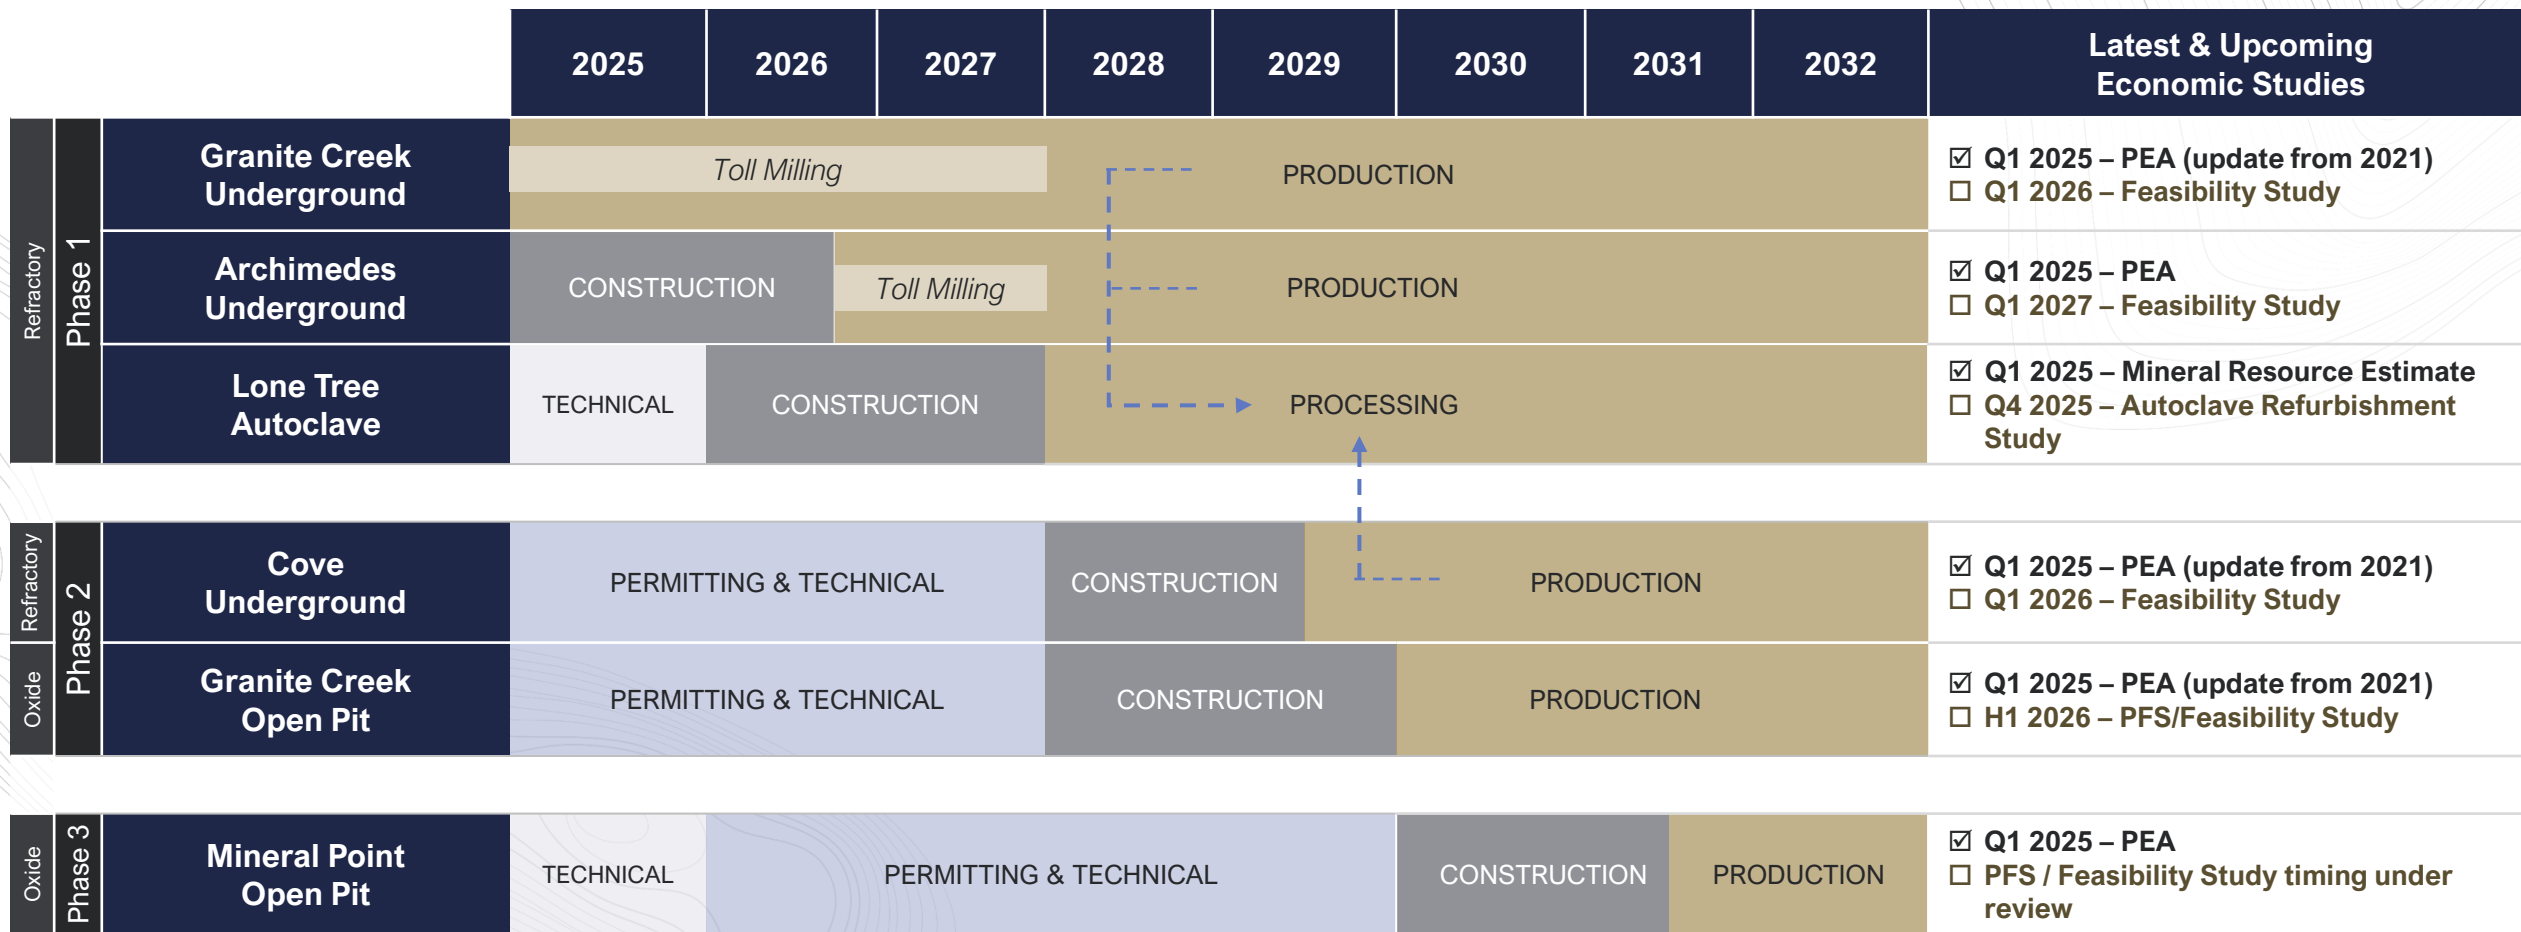 2025
2026
2027
2028
2029
2030
2031
2032
Latest & Upcoming
Economic Studies
Refractory
Phase 1
Granite Creek
Underground
Toll Milling
PRODUCTION
☑ Q1 2025 – PEA (update from 2021)
☐ Q1 2026 – Feasibility Study
Archimedes
Underground
CONSTRUCTION
Toll Milling
PRODUCTION
☑ Q1 2025 – PEA
☐ Q1 2027 – Feasibility Study
Lone Tree
Autoclave
TECHNICAL
CONSTRUCTION
PROCESSING
☑ Q1 2025 – Mineral Resource Estimate
☐ Q4 2025 – Autoclave Refurbishment
Study
Refractory
Phase 2
Cove
Underground
PERMITTING & TECHNICAL
CONSTRUCTION
PRODUCTION
☑ Q1 2025 – PEA (update from 2021)
☐ Q1 2026 – Feasibility Study
Oxide
Granite Creek
Open Pit
PERMITTING & TECHNICAL
CONSTRUCTION
PRODUCTION
☑ Q1 2025 – PEA (update from 2021)
☐ H1 2026 – PFS/Feasibility Study
Oxide
Phase 3
Mineral Point
Open Pit
TECHNICAL
PERMITTING & TECHNICAL
CONSTRUCTION
PRODUCTION
☑ Q1 2025 – PEA
☐ PFS / Feasibility Study timing under
review